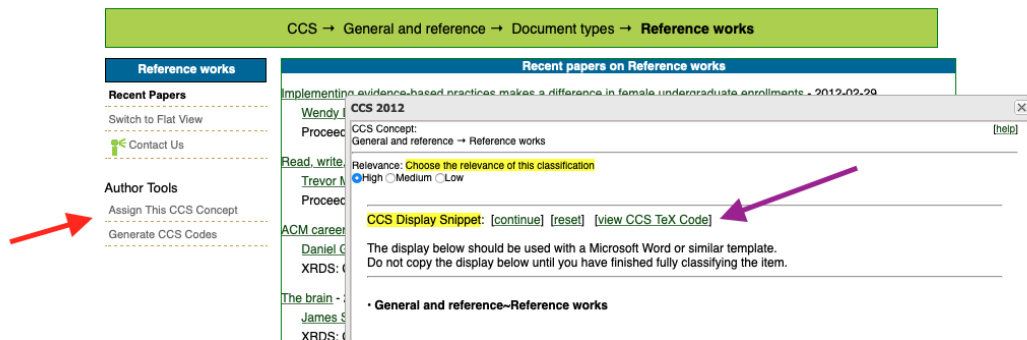 CCS → General and reference → Document types → Reference works
Reference works
Recent Papers
Switch to Flat View
Contact Us
Author Tools
Assign This CCS Concept
Generate CCS Codes
Recent papers on Reference works
Implementing evidence-based practices makes a difference in female undergraduate enrollments - 2012-02-29
Wendy
Proceed
Read, write,
Trevor
Proceed
ACM career
Daniel
XRDS:
The brain -
James
XRDS:
CCS 2012
CCS Concept:
[help]
General and reference → Reference works
Relevance: Choose the relevance of this classification
High Medium Low
CCS Display Snippet: [continue] [reset] [view CCS TeX Code]
The display below should be used with a Microsoft Word or similar template.
Do not copy the display below until you have finished fully classifying the item.
• General and reference~Reference works